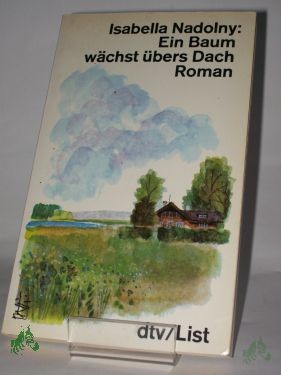 Isabella Nadolny:
Ein Baum
wächst übers Dach
Roman
dtv/List